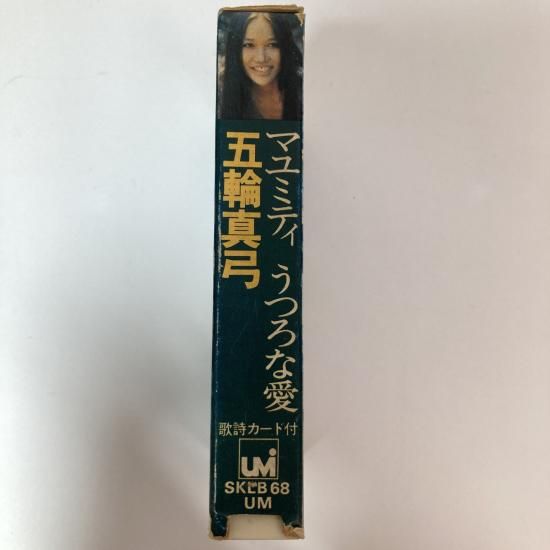 マユミティ うつろな愛
五輪真弓
歌詩カード付
UM
SKLB 68
UM